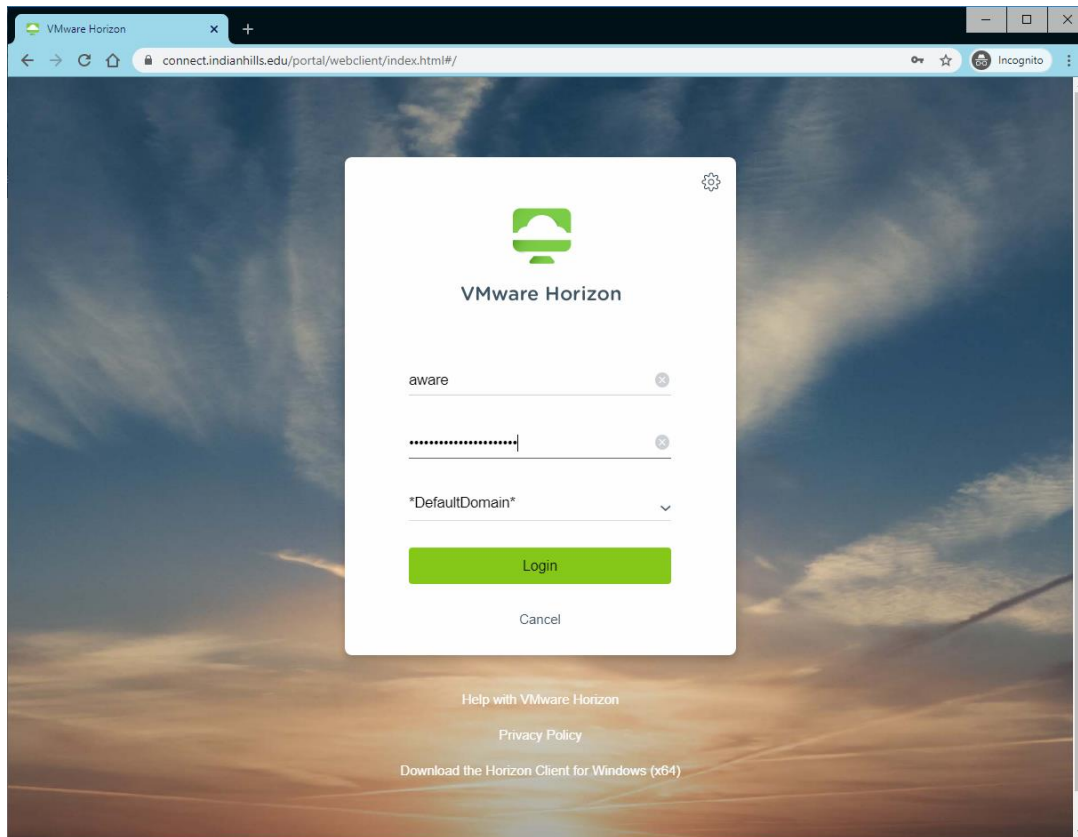 VMware Horizon
connect.indianhills.edu/portal/webclient/index.html#/
Incognito
VMware Horizon
aware
••••••••••••••••••••••
*DefaultDomain*
Login
Cancel
Help with VMware Horizon
Privacy Policy
Download the Horizon Client for Windows (x64)